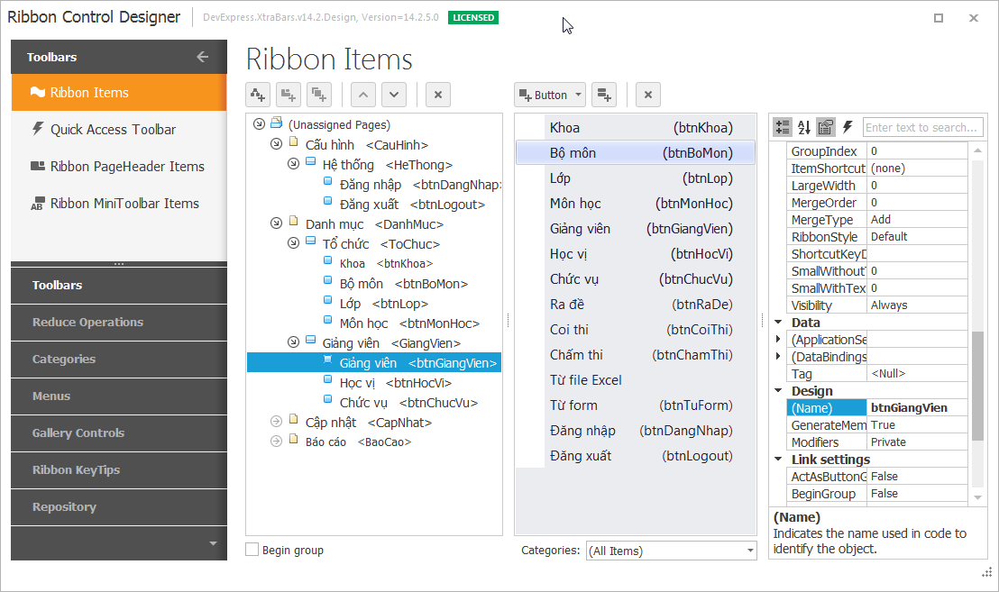 Ribbon Control Designer
DevExpress.XtraBars.v14.2.Design, Version=14.2.5.0
LICENSED
Toolbars
Ribbon Items
Quick Access Toolbar
Ribbon PageHeader Items
Ribbon MiniToolbar Items
Toolbars
Reduce Operations
Categories
Menus
Gallery Controls
Ribbon KeyTips
Repository
Ribbon Items
(Unassigned Pages)
Cấu hình <CauHinh>
Hệ thống <HeThong>
Đăng nhập <btnDangNhap>
Đăng xuất <btnLogout>
Danh mục <DanhMuc>
Tổ chức <ToChuc>
Khoa <btnKhoa>
Bộ môn <btnBoMon>
Lớp <btnLop>
Môn học <btnMonHoc>
Giảng viên <GiangVien>
Giảng viên <btnGiangVien>
Học vị <btnHocVi>
Chức vụ <btnChucVu>
Cập nhật <CapNhat>
Báo cáo <BaoCao>
Begin group
Button
Khoa (btnKhoa)
Bộ môn (btnBoMon)
Lớp (btnLop)
Môn học (btnMonHoc)
Giảng viên (btnGiangVien)
Học vị (btnHocVi)
Chức vụ (btnChucVu)
Ra đề (btnRaDe)
Coi thi (btnCoiThi)
Chấm thi (btnChamThi)
Từ file Excel
Từ form (btnTuForm)
Đăng nhập (btnDangNhap)
Đăng xuất (btnLogout)
Categories: (All Items)
Enter text to search...
GroupIndex 0
ItemShortcut (none)
LargeWidth 0
MergeOrder 0
MergeType Add
RibbonStyle Default
ShortcutKeyD
SmallWithoutT 0
SmallWithTex 0
Visibility Always
Data
(ApplicationSe
(DataBindings
Tag <Null>
Design
(Name) btnGiangVien
GenerateMem True
Modifiers Private
Link settings
ActAsButtonG False
BeginGroup False
(Name)
Indicates the name used in code to
identify the object.